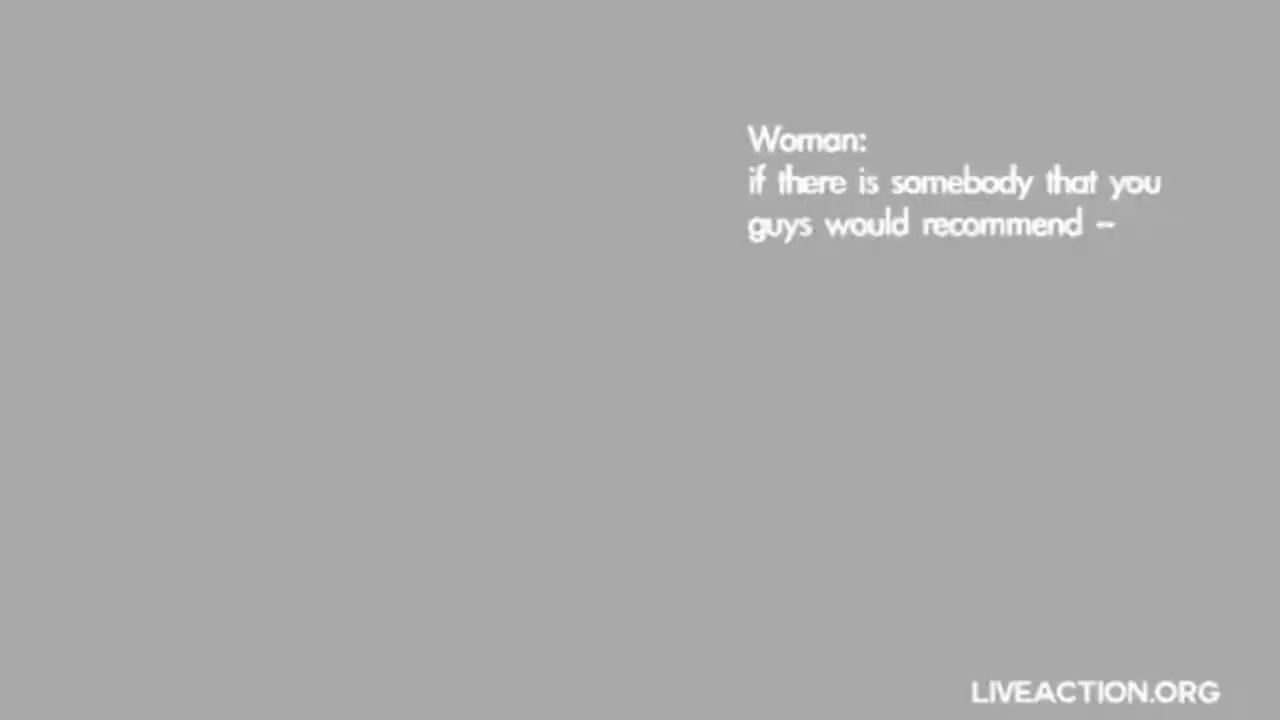 Woman:
if there is somebody that you
guys would recommend –
LIVEACTION.ORG